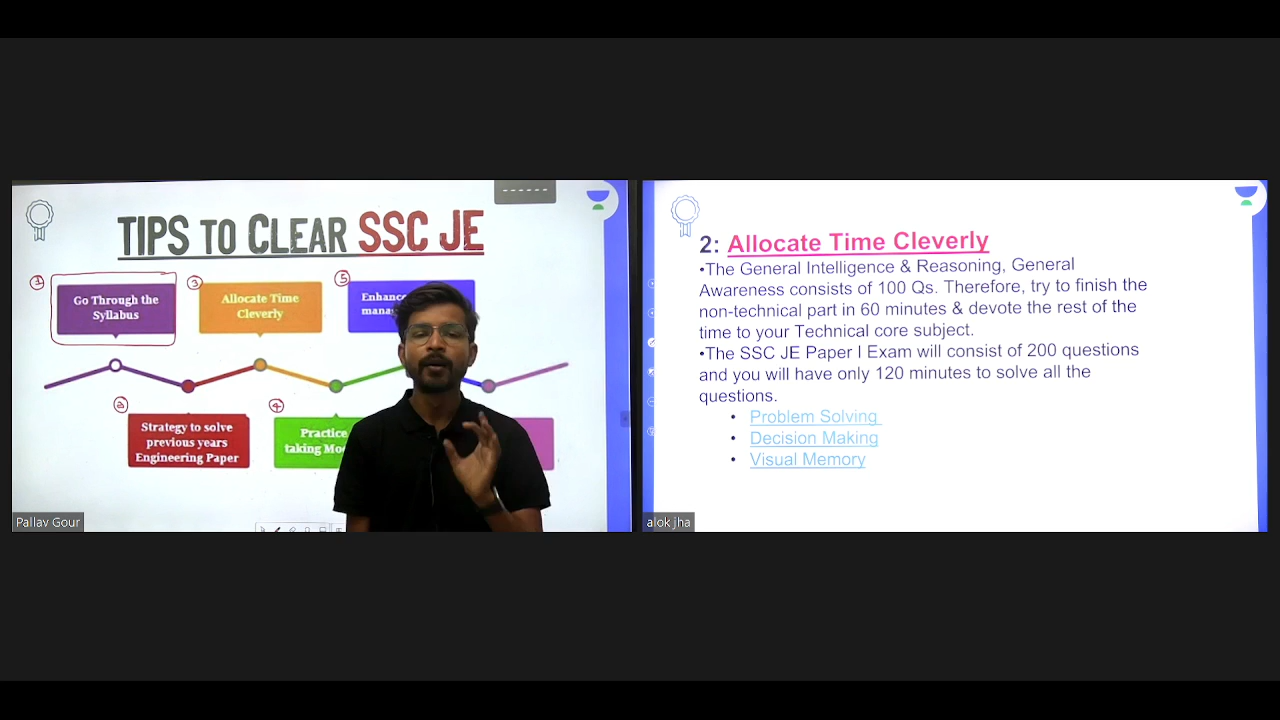 TIPS TO CLEAR SSC JE
1
Go Through the
Syllabus
3
Allocate Time
Cleverly
5
Strategy to solve
previous years
Engineering Paper
4
Practice
Pallav Gour
2: Allocate Time Cleverly
•The General Intelligence & Reasoning, General
Awareness consists of 100 Qs. Therefore, try to finish the
non-technical part in 60 minutes & devote the rest of the
time to your Technical core subject.
•The SSC JE Paper I Exam will consist of 200 questions
and you will have only 120 minutes to solve all the
questions.
• Problem Solving
• Decision Making
• Visual Memory
alok jha